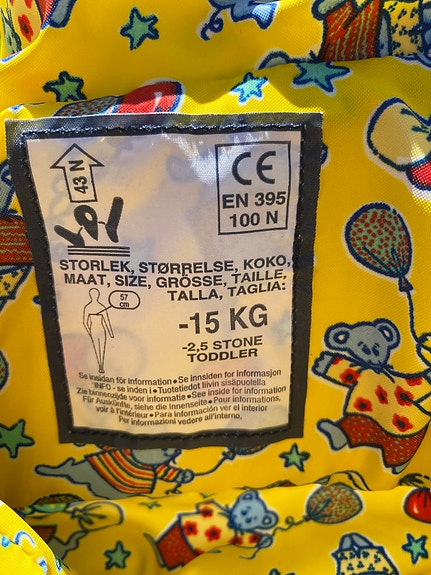 43 N
CE
EN 395
100 N
STORLEK, STØRRELSE, KOKO,
MAAT, SIZE, GRÖSSE, TAILLE,
TALLA, TAGLIA:
57
cm
-15 KG
-2,5 STONE
TODDLER
Se insidan för information • Se Innsiden for informasjon
'INFO - se inden i • Tuotetiedot liivin sisäpuolella
Zie binnenzijde voor informatie • See inside for information
Für Auskünfte, siehe die Innenseite • Pour informations,
voir à l'intérieur • Para información ver el interior
Per informazioni vedere all'interno.